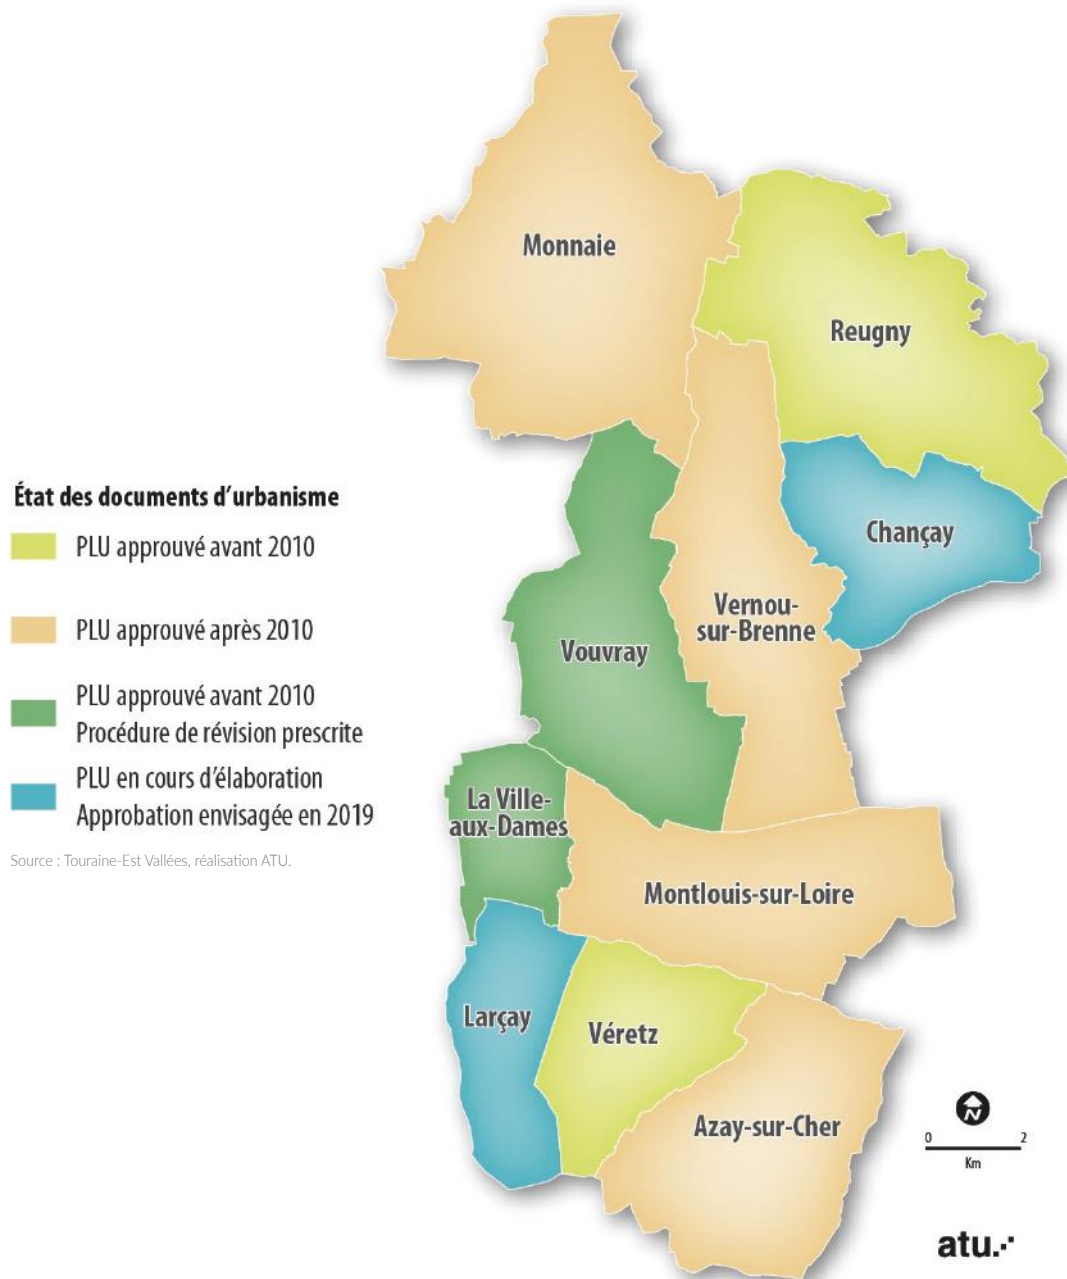 Monnaie
Reugny
État des documents d'urbanisme
PLU approuvé avant 2010
PLU approuvé après 2010
PLU approuvé avant 2010
Procédure de révision prescrite
PLU en cours d'élaboration
Approbation envisagée en 2019
Source : Touraine-Est Vallées, réalisation ATU.
Chançay
Vernou-
sur-Brenne
Vouvray
La Ville-
aux-Dames
Montlouis-sur-Loire
Larçay
Véretz
Azay-sur-Cher
N
0 2
Km
atu.